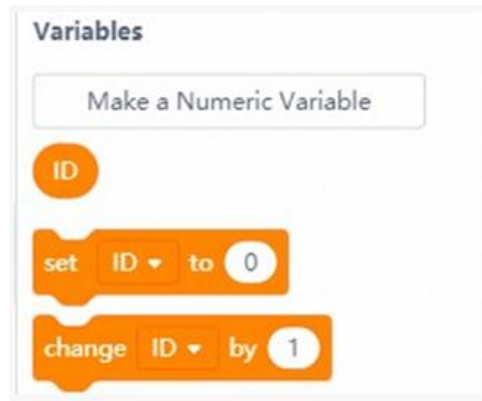 Variables
Make a Numeric Variable
ID
set ID to 0
change ID by 1